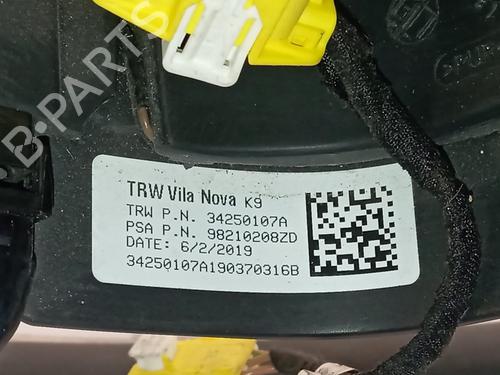 B-PARTS
TRW Vila Nova K9
TRW P.N. 34250107A
PSA P.N. 98210208ZD
DATE: 6/2/2019
34250107A190370316B